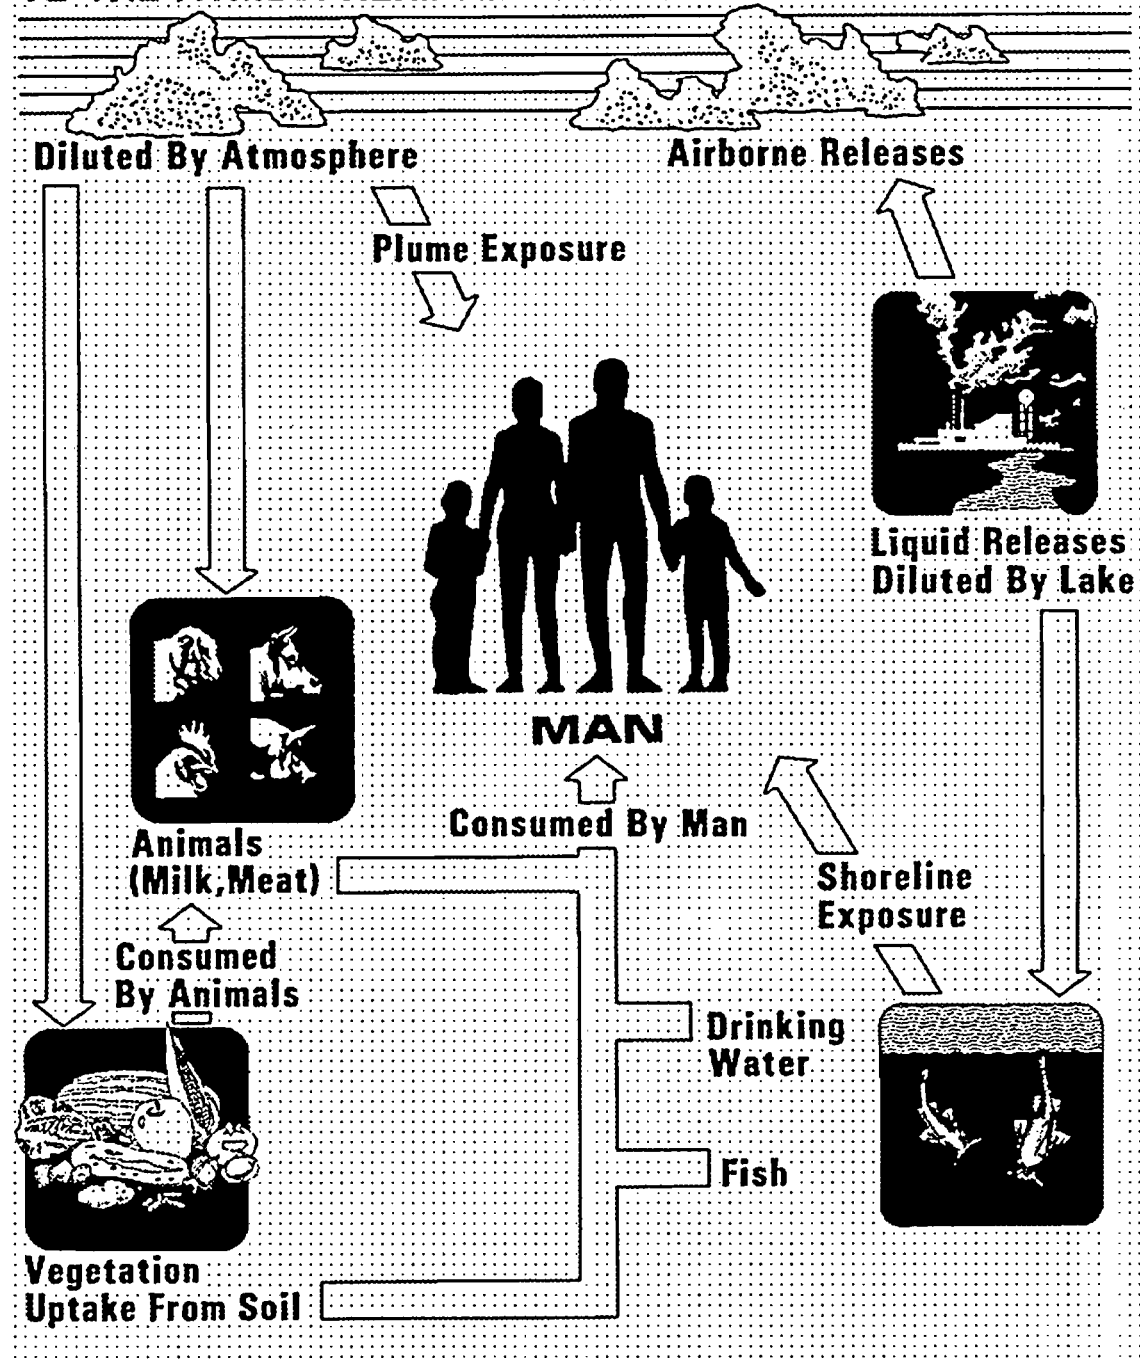 Diluted By Atmosphere
Airborne Releases
Plume Exposure
Liquid Releases
Diluted By Lake
MAN
Consumed By Man
Animals
(Milk,Meat)
Shoreline
Exposure
Consumed
By Animals
Drinking
Water
Fish
Vegetation
Uptake From Soil